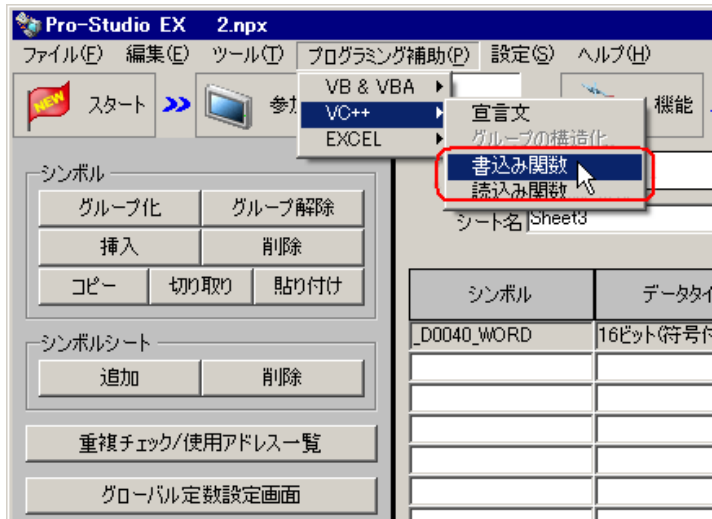 Pro-Studio EX 2.npx
ファイル(F) 編集(E) ツール(T) プログラミング補助(P) 設定(S) ヘルプ(H)
NEW スタート 機能
VB & VBA
VC++
EXCEL
宣言文
グループの構造化
書込み関数
読込み関数
シンボル
グループ化 グループ解除
挿入 削除
コピー 切り取り 貼り付け
シート名 Sheet3
シンボル データタイ
_D0040_WORD 16ビット(符号付
シンボルシート
追加 削除
重複チェック/使用アドレス一覧
グローバル定数設定画面